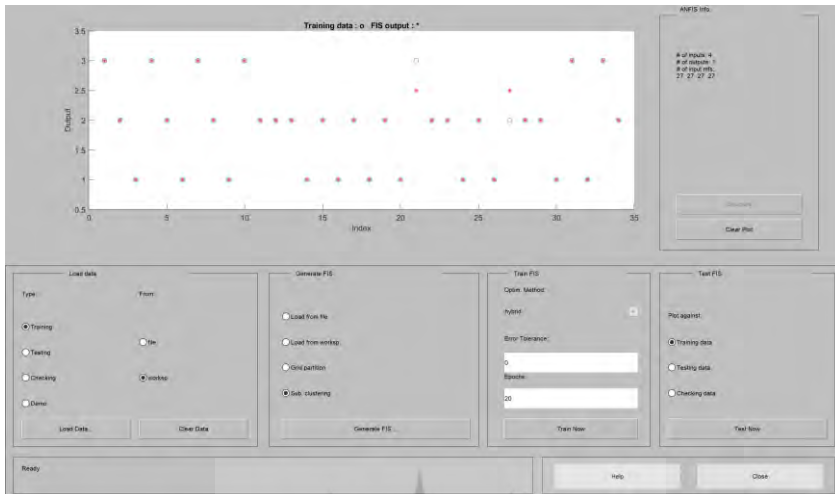 ANFIS Info.
Training data : o FIS output : *
3.5
3
2.5
2
1.5
1
0.5
Output
0 5 10 15 20 25 30 35
Index
# of inputs: 4
# of outputs: 1
# of input mfs:
27 27 27 27
Clear Plot
Load data
Type:
From:
Training
Testing
Checking
Demo
file
worksp.
Load Data...
Clear Data
Generate FIS
Load from file
Load from worksp.
Grid partition
Sub. clustering
Generate FIS ...
Train FIS
Optim. Method:
hybrid
Error Tolerance:
0
Epochs:
20
Train Now
Test FIS
Plot against:
Training data
Testing data
Checking data
Test Now
Ready
Help
Close